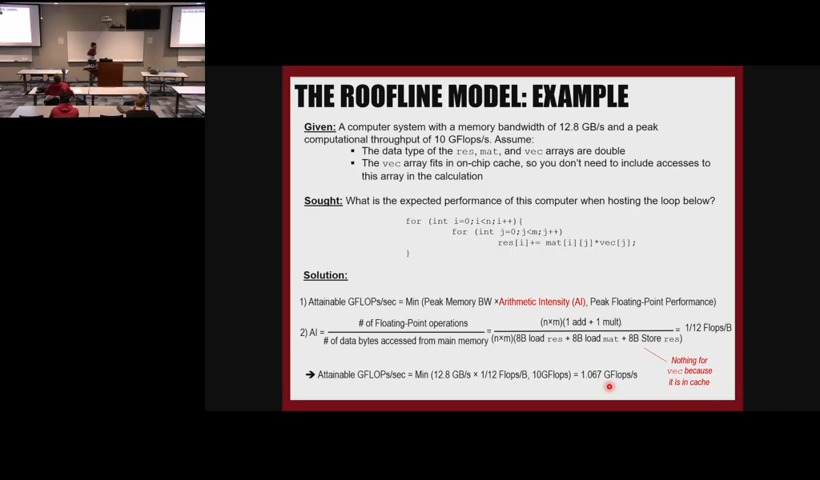 THE ROOFLINE MODEL: EXAMPLE
Given: A computer system with a memory bandwidth of 12.8 GB/s and a peak
computational throughput of 10 GFlops/s. Assume:
▪ The data type of the res, mat, and vec arrays are double
▪ The vec array fits in on-chip cache, so you don't need to include accesses to
this array in the calculation
Sought: What is the expected performance of this computer when hosting the loop below?
for (int i=0;i<n;i++){
for (int j=0;j<m;j++)
res[i]+= mat[i][j]*vec[j];
}
Solution:
1) Attainable GFLOPs/sec = Min (Peak Memory BW ×Arithmetic Intensity (AI), Peak Floating-Point Performance)
2) AI = # of Floating-Point operations / # of data bytes accessed from main memory = (n×m)(1 add + 1 mult) / (n×m)(8B load res + 8B load mat + 8B Store res) = 1/12 Flops/B
Nothing for
vec because
it is in cache
➔ Attainable GFLOPs/sec = Min (12.8 GB/s × 1/12 Flops/B, 10GFlops) = 1.067 GFlops/s